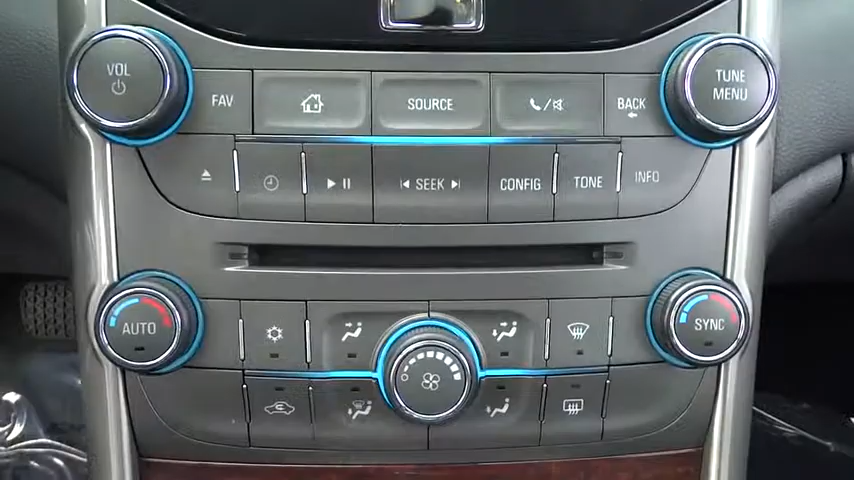 VOL
FAV
SOURCE
BACK
TUNE
MENU
SEEK
CONFIG
TONE
INFO
AUTO
SYNC